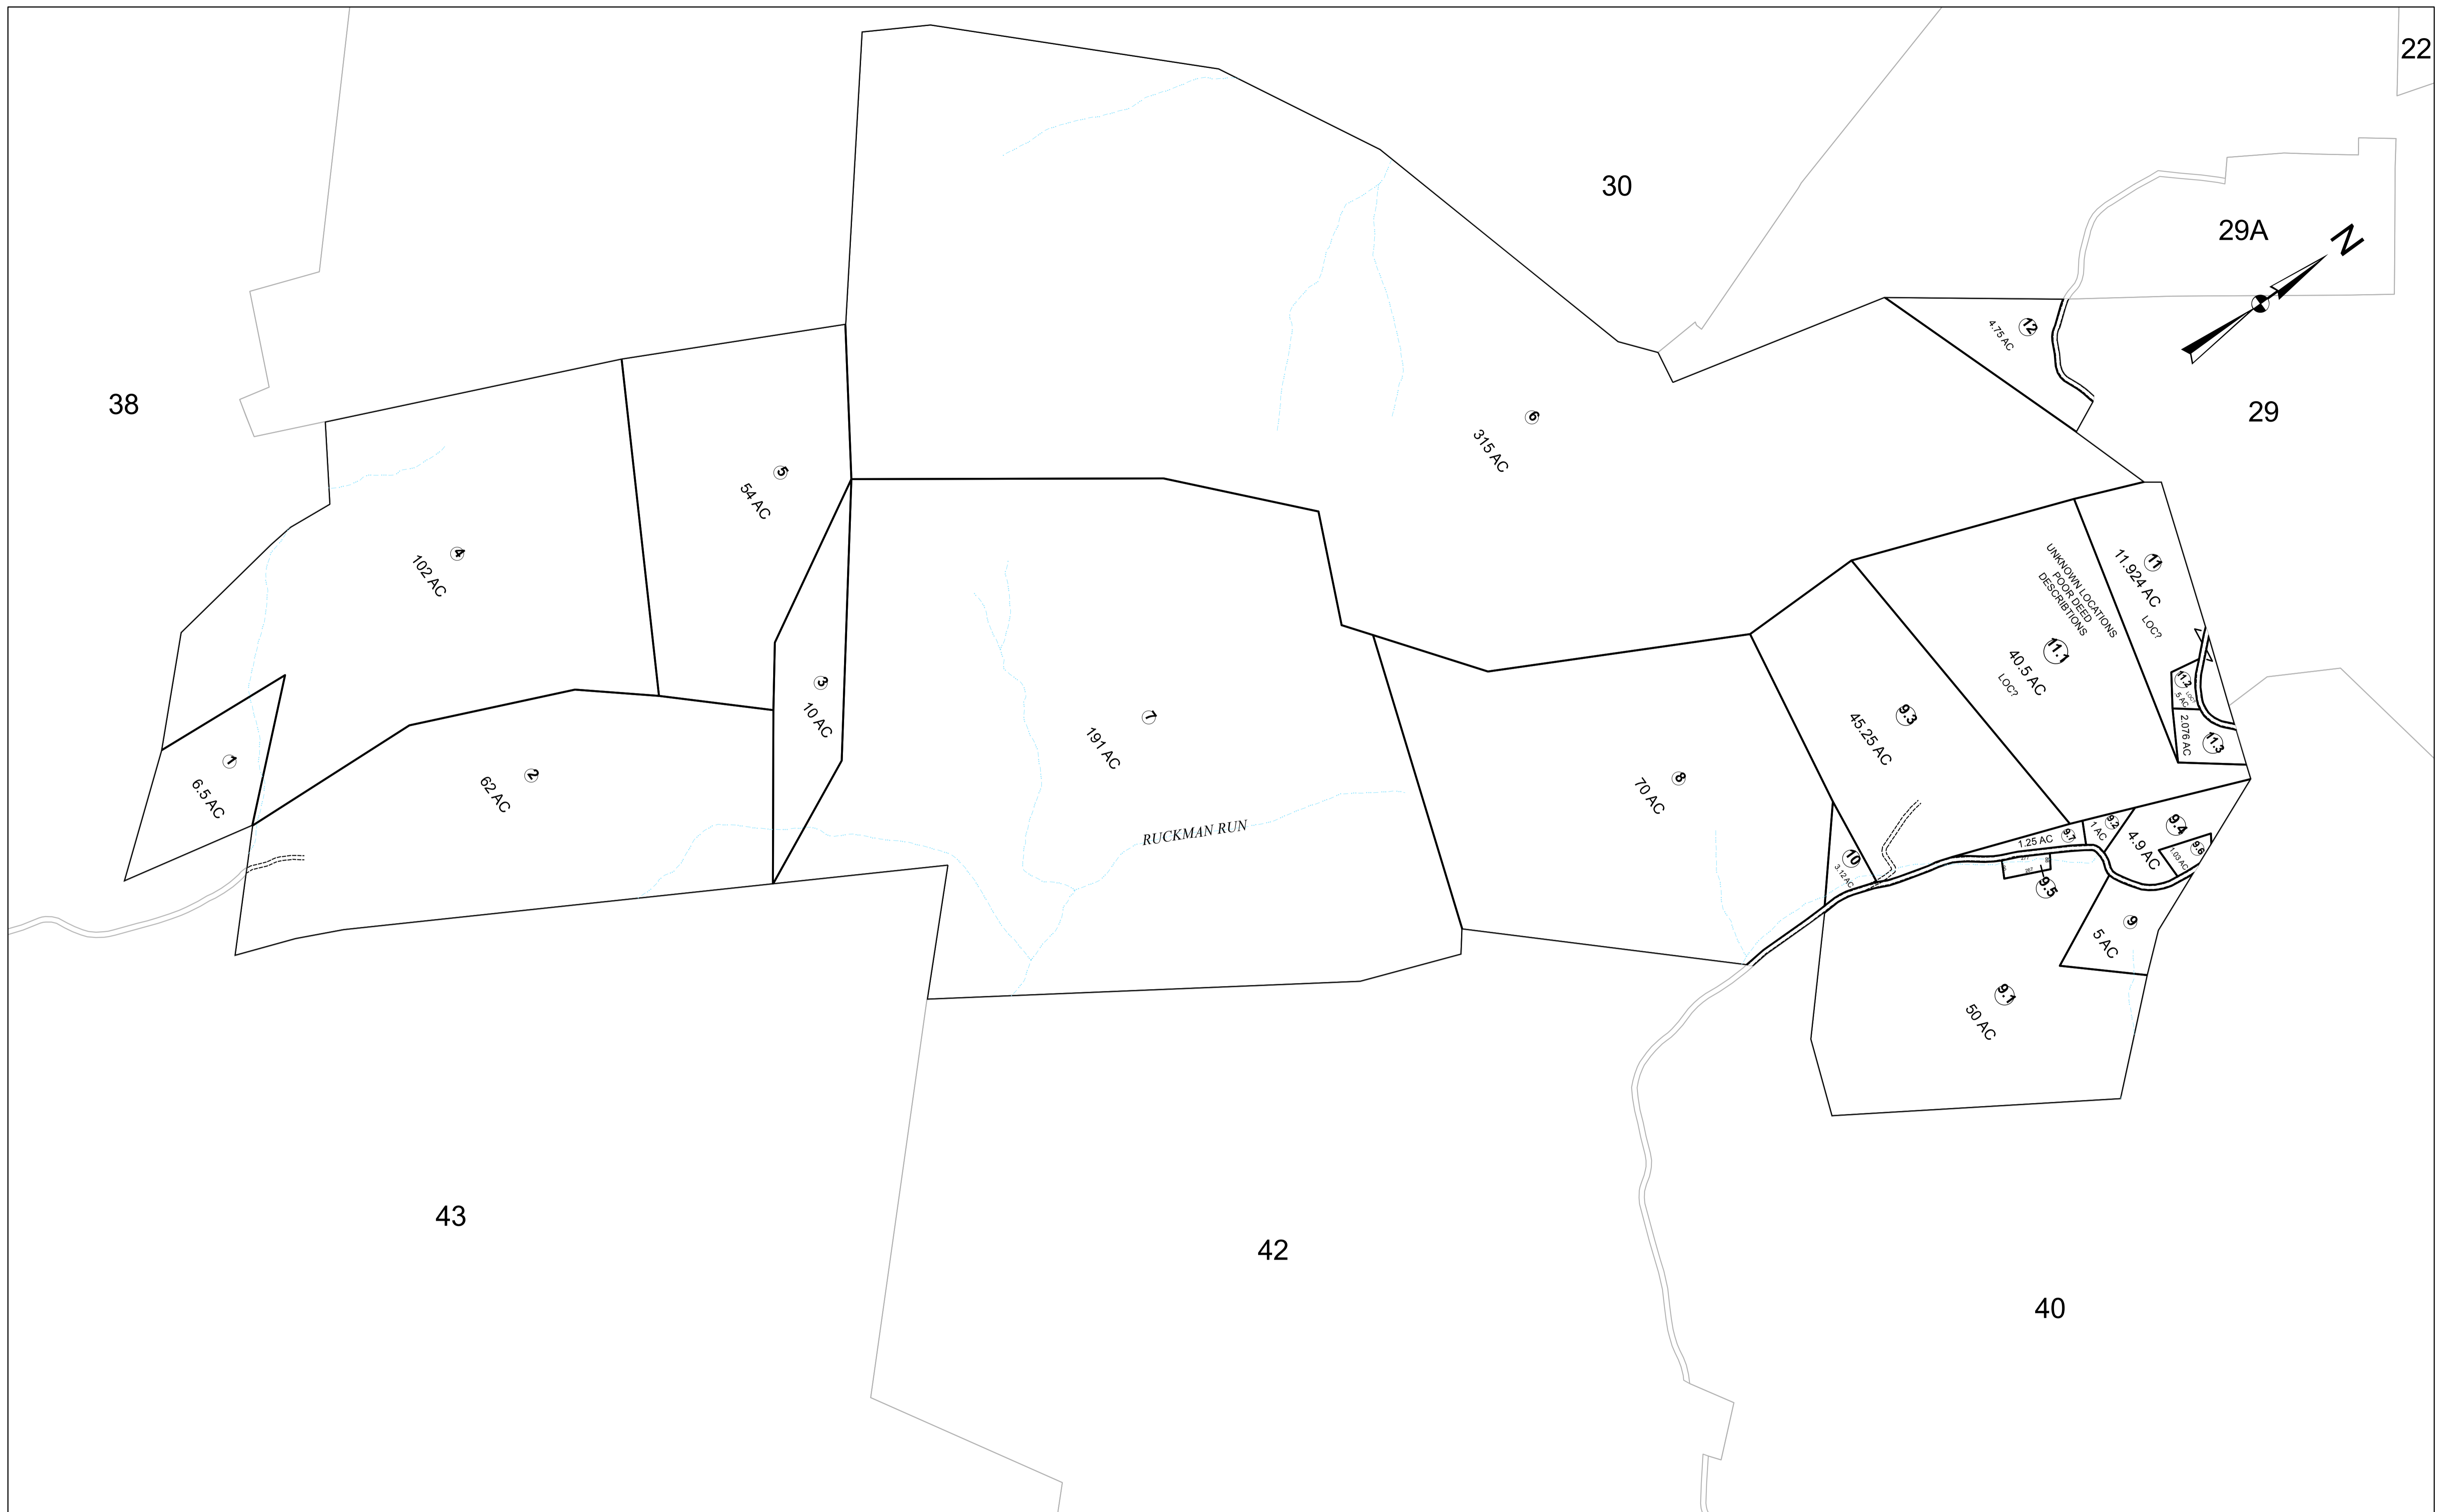 22
30
29A
N
12
4.75 AC
38
29
6
315 AC
5
54 AC
4
102 AC
11
11.924 AC
LOC?
UNKNOWN LOCATIONS
POOR DEED
DESCRIBTIONS
11.1
40.5 AC
LOC?
11.2
.5 AC
LOC?
11.3
2.076 AC
3
10 AC
7
191 AC
9.3
45.25 AC
1
6.5 AC
2
62 AC
8
70 AC
RUCKMAN RUN
9.7
1.25 AC
9.2
1 AC
9.4
4.9 AC
9.6
1.03 AC
10
3.12 AC
9.5
9
5 AC
9.1
50 AC
43
42
40